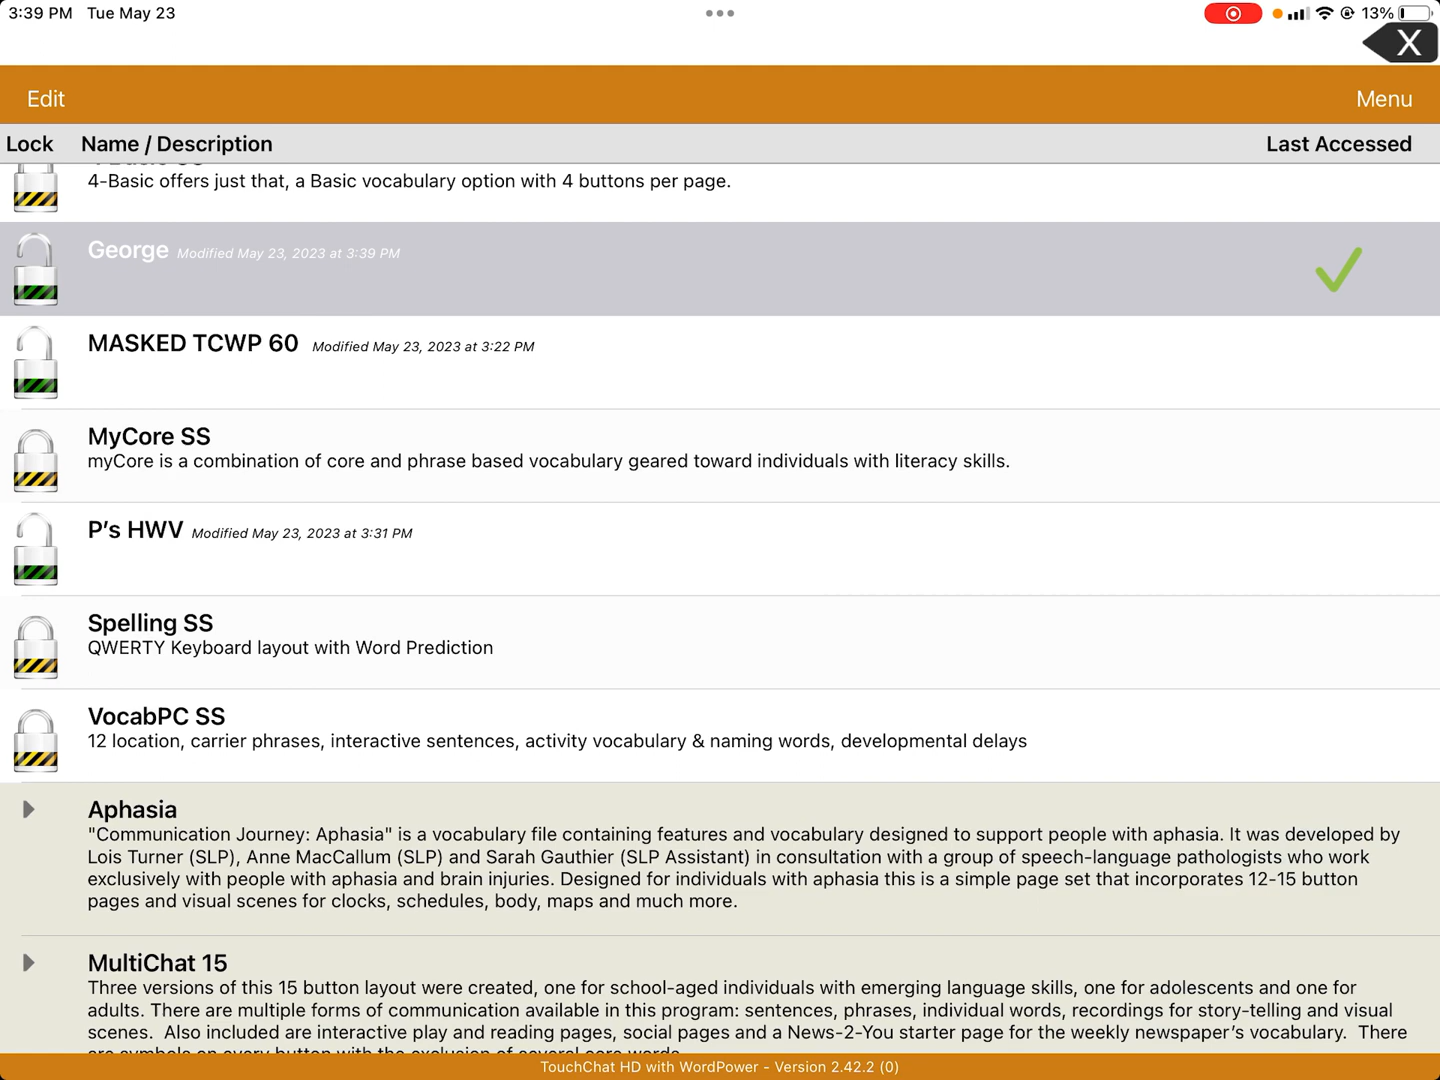 3:39 PM Tue May 23
13%
X
Edit
Menu
Lock Name / Description Last Accessed
4-Basic offers just that, a Basic vocabulary option with 4 buttons per page.
George Modified May 23, 2023 at 3:39 PM
MASKED TCWP 60 Modified May 23, 2023 at 3:22 PM
MyCore SS
myCore is a combination of core and phrase based vocabulary geared toward individuals with literacy skills.
P’s HWV Modified May 23, 2023 at 3:31 PM
Spelling SS
QWERTY Keyboard layout with Word Prediction
VocabPC SS
12 location, carrier phrases, interactive sentences, activity vocabulary & naming words, developmental delays
Aphasia
"Communication Journey: Aphasia" is a vocabulary file containing features and vocabulary designed to support people with aphasia. It was developed by
Lois Turner (SLP), Anne MacCallum (SLP) and Sarah Gauthier (SLP Assistant) in consultation with a group of speech-language pathologists who work
exclusively with people with aphasia and brain injuries. Designed for individuals with aphasia this is a simple page set that incorporates 12-15 button
pages and visual scenes for clocks, schedules, body, maps and much more.
MultiChat 15
Three versions of this 15 button layout were created, one for school-aged individuals with emerging language skills, one for adolescents and one for
adults. There are multiple forms of communication available in this program: sentences, phrases, individual words, recordings for story-telling and visual
scenes. Also included are interactive play and reading pages, social pages and a News-2-You starter page for the weekly newspaper’s vocabulary. There
are symbols on every button with the exclusion of several core words
TouchChat HD with WordPower - Version 2.42.2 (0)